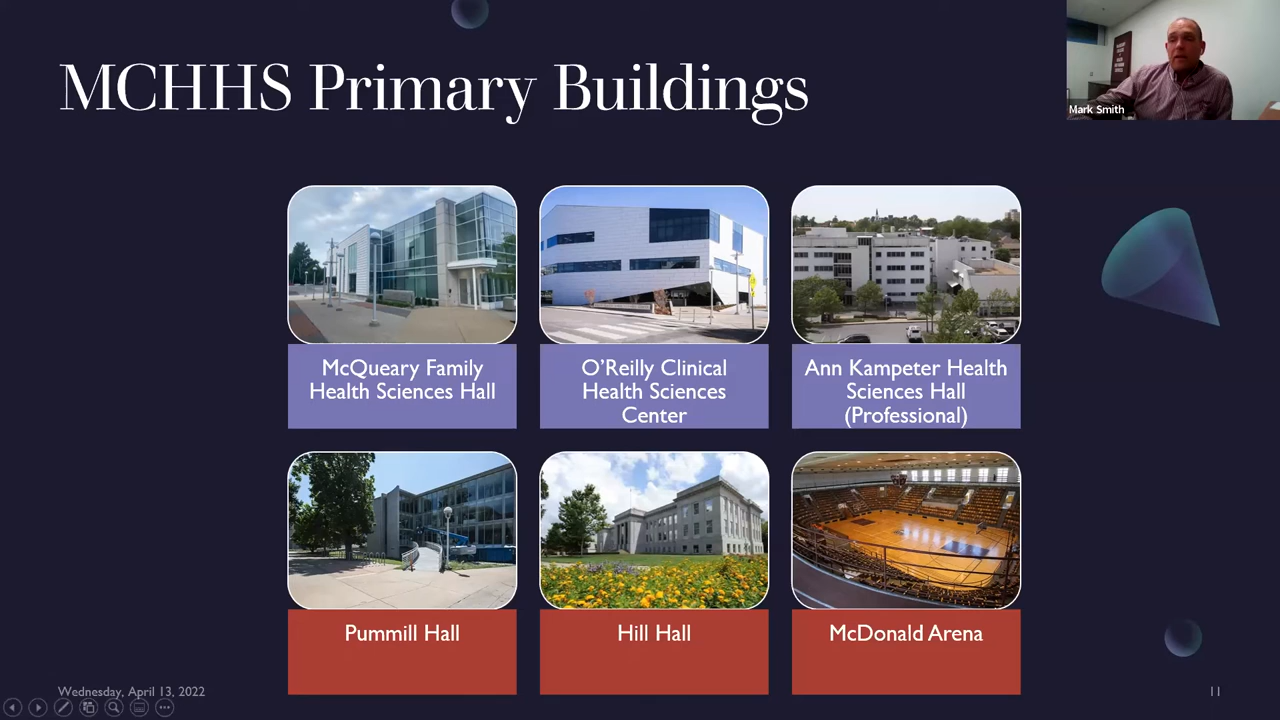 MCHHS Primary Buildings
Mark Smith
McQueary Family
Health Sciences Hall
O'Reilly Clinical
Health Sciences
Center
Ann Kampeter Health
Sciences Hall
(Professional)
Pummill Hall
Hill Hall
McDonald Arena
Wednesday, April 13, 2022
11